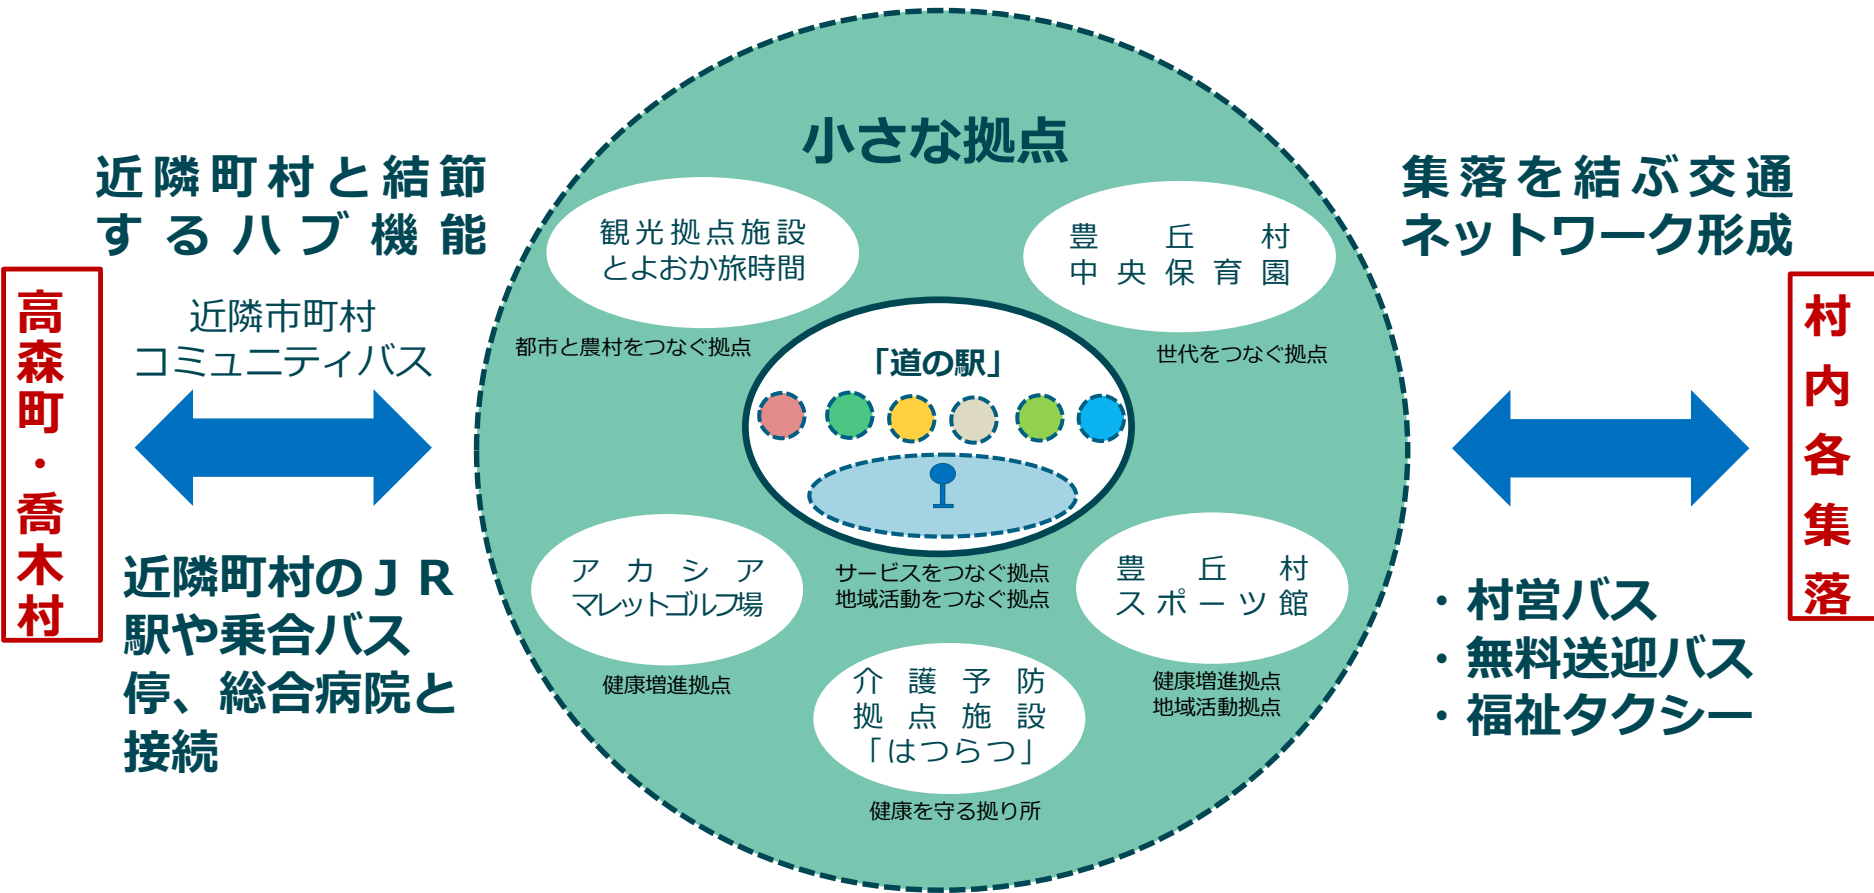 小さな拠点
近隣町村と結節
するハブ機能
近隣市町村
コミュニティバス
高森町・喬木村
近隣町村のＪＲ
駅や乗合バス
停、総合病院と
接続
観光拠点施設
とよおか旅時間
都市と農村をつなぐ拠点
豊丘村
中央保育園
世代をつなぐ拠点
「道の駅」
サービスをつなぐ拠点
地域活動をつなぐ拠点
アカシア
マレットゴルフ場
健康増進拠点
豊丘村
スポーツ館
健康増進拠点
地域活動拠点
介護予防
拠点施設
「はつらつ」
健康を守る拠り所
集落を結ぶ交通
ネットワーク形成
村内各集落
・村営バス
・無料送迎バス
・福祉タクシー